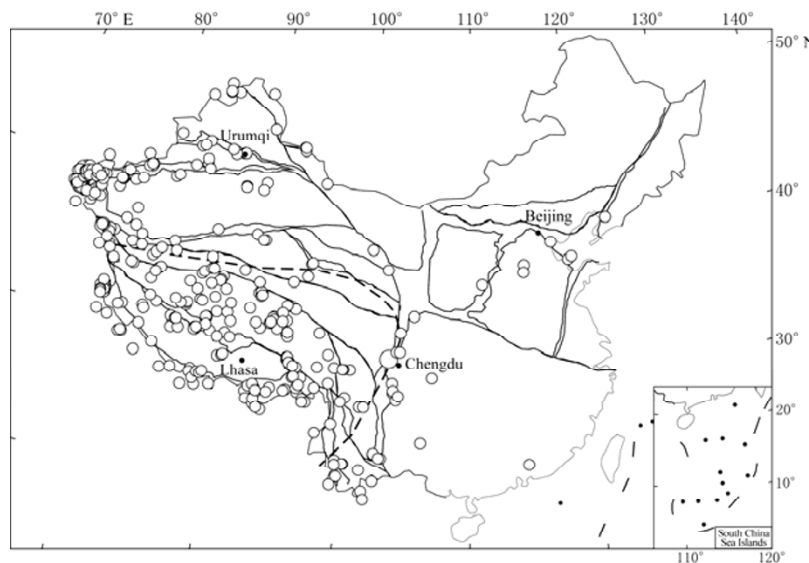 70° E 80° 90° 100° 110° 120° 130° 140°
50° N
Urumqi
40°
Beijing
30°
Chengdu
Lhasa
20°
10°
South China
Sea Islands
110° 120°